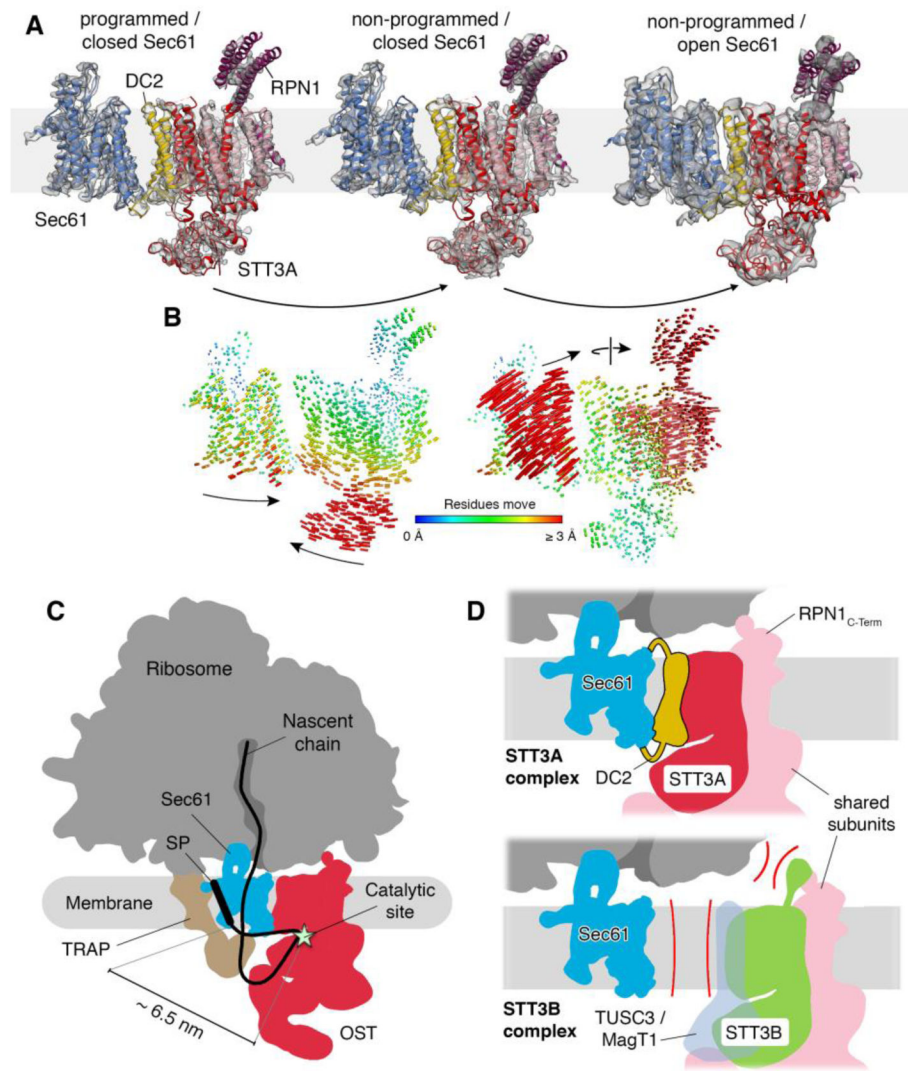 A
programmed /
closed Sec61
non-programmed /
closed Sec61
non-programmed /
open Sec61
DC2
RPN1
Sec61
STT3A
B
Residues move
0 Å
≥ 3 Å
C
Ribosome
Nascent
chain
Sec61
SP
Membrane
Catalytic
site
TRAP
~ 6.5 nm
OST
D
RPN1C-Term
Sec61
STT3A
complex
DC2
STT3A
shared
subunits
Sec61
STT3B
complex
TUSC3 /
MagT1
STT3B